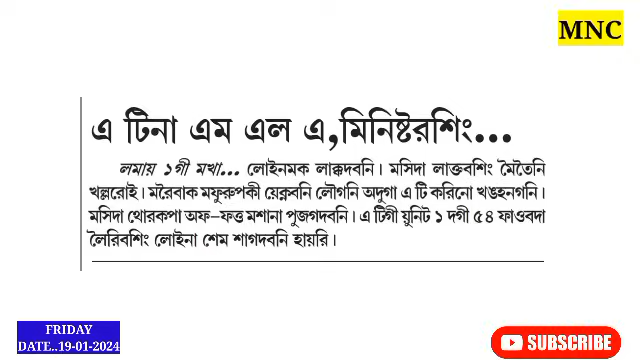 MNC
এ টিনা এম এল এ,মিনিষ্টরশিং...
লমায় ১গী মখা... লোইনমক লাক্কদবনি। মসিদা লাক্তবশিং মৈতৈনি
খল্লরোই। মরৈবাক মফুরুপকী য়েক্নবনি লৌগনি অদুগা এ টি করিনো খঙহনগনি।
মসিদা থোরকপা অফ-ফত্ত মশানা পুজগদবনি। এ টিগী য়ুনিট ১ দগী ৫৪ ফাওবদা
লৈরিবশিং লোইনা শেম শাগদবনি হায়রি।
FRIDAY
DATE..19-01-2024
SUBSCRIBE